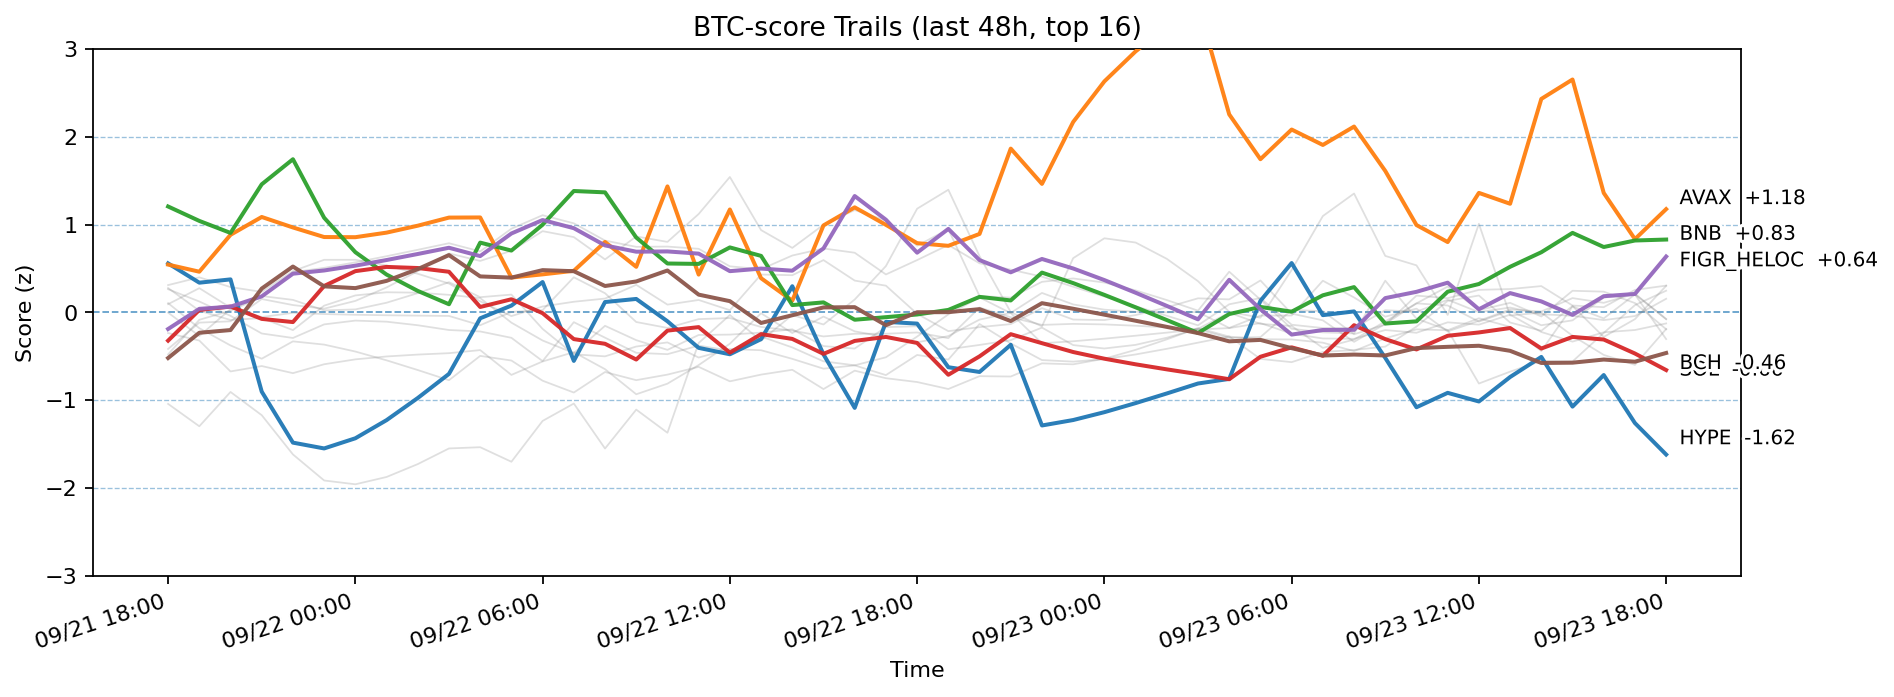 BTC-score Trails (last 48h, top 16)
Score (z)
3
2
1
0
−1
−2
−3
AVAX +1.18
BNB +0.83
FIGR_HELOC +0.64
BCH -0.46
HYPE -1.62
09/21 18:00
09/22 00:00
09/22 06:00
09/22 12:00
09/22 18:00
09/23 00:00
09/23 06:00
09/23 12:00
09/23 18:00
Time